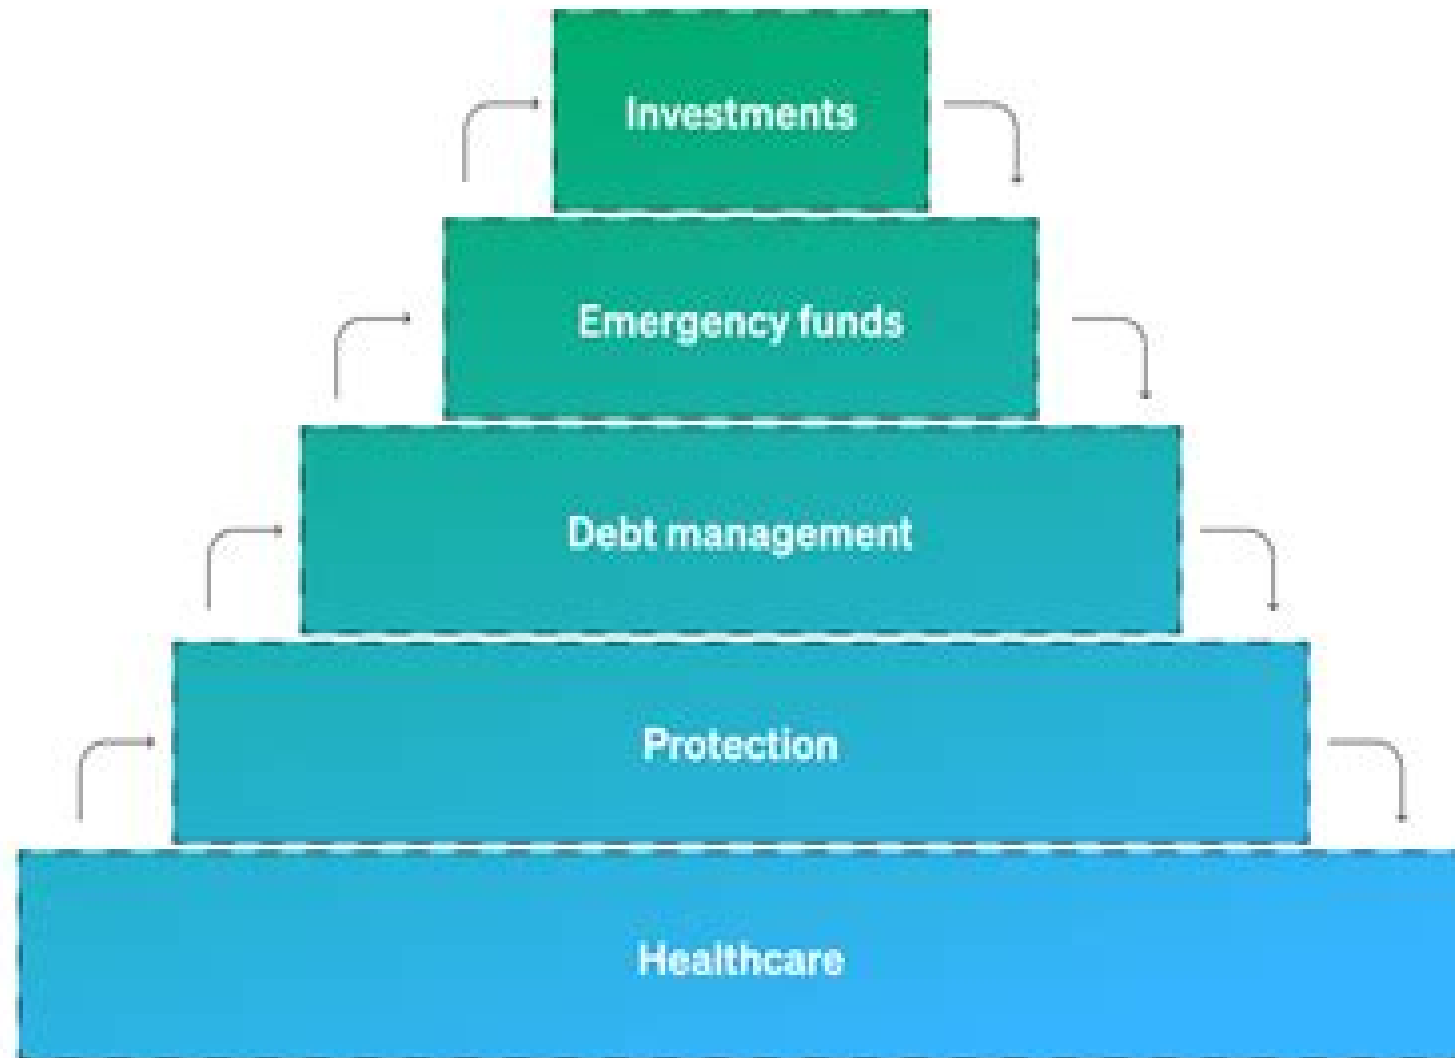 Investments
Emergency funds
Debt management
Protection
Healthcare